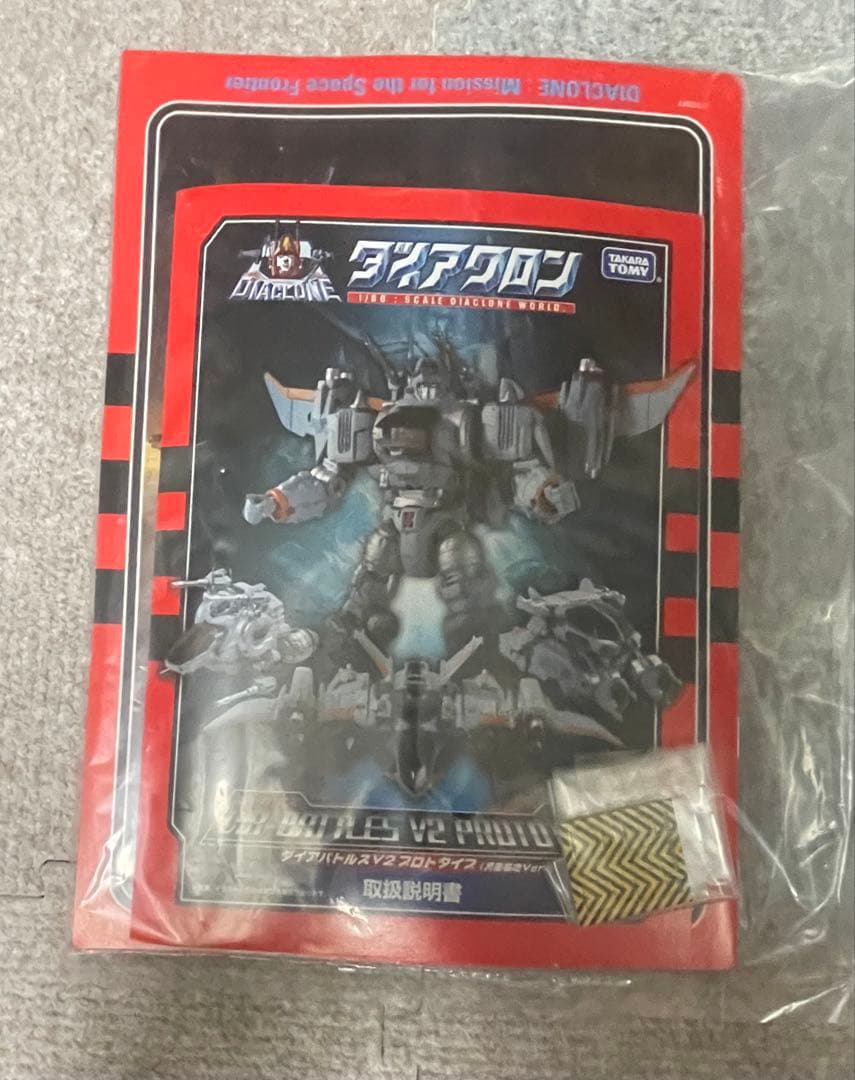 DIACLONE : Mission for the Space Frontier
DIACLONE
ダイアクロン
TAKARA TOMY
1/60 : SCALE DIACLONE WORLD.
BATTLES V2 PROTO
ダイアバトルスV2 プロトタイプ
取扱説明書